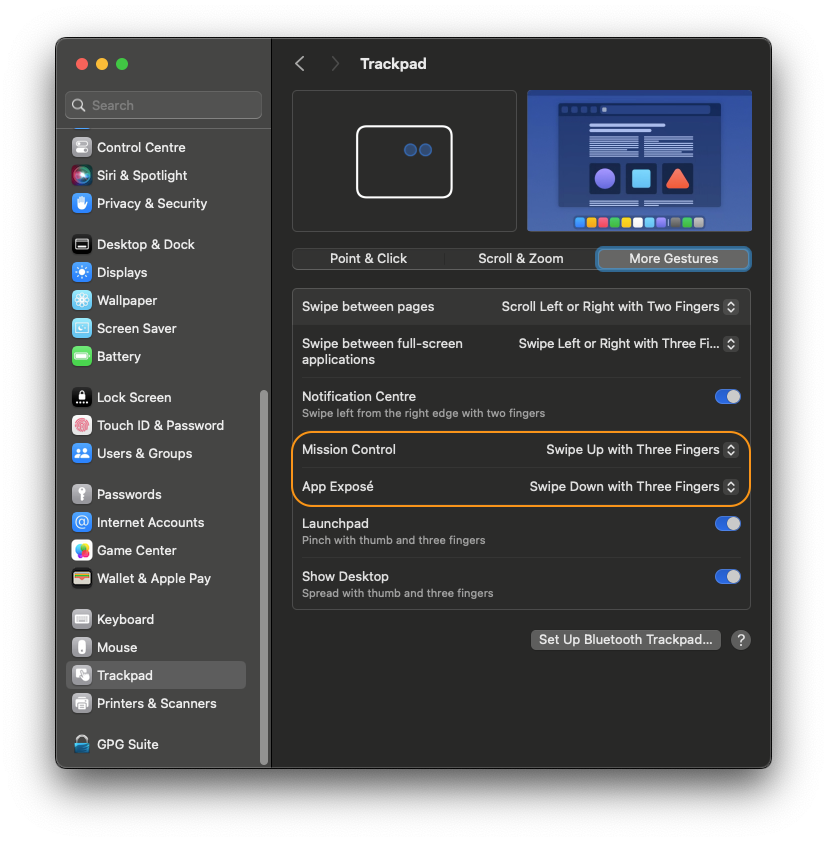 Trackpad
Search
Control Centre
Siri & Spotlight
Privacy & Security
Desktop & Dock
Displays
Wallpaper
Screen Saver
Battery
Lock Screen
Touch ID & Password
Users & Groups
Passwords
Internet Accounts
Game Center
Wallet & Apple Pay
Keyboard
Mouse
Trackpad
Printers & Scanners
GPG Suite
Point & Click
Scroll & Zoom
More Gestures
Swipe between pages
Scroll Left or Right with Two Fingers
Swipe between full-screen
applications
Swipe Left or Right with Three Fi...
Notification Centre
Swipe left from the right edge with two fingers
Mission Control
Swipe Up with Three Fingers
App Exposé
Swipe Down with Three Fingers
Launchpad
Pinch with thumb and three fingers
Show Desktop
Spread with thumb and three fingers
Set Up Bluetooth Trackpad...
?